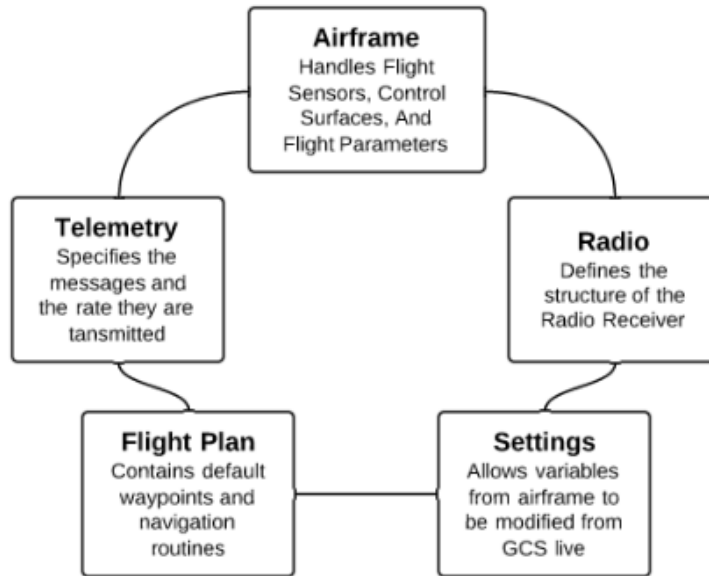 Airframe
Handles Flight
Sensors, Control
Surfaces, And
Flight Parameters
Telemetry
Specifies the
messages and
the rate they are
tansmitted
Radio
Defines the
structure of the
Radio Receiver
Flight Plan
Contains default
waypoints and
navigation
routines
Settings
Allows variables
from airframe to
be modified from
GCS live